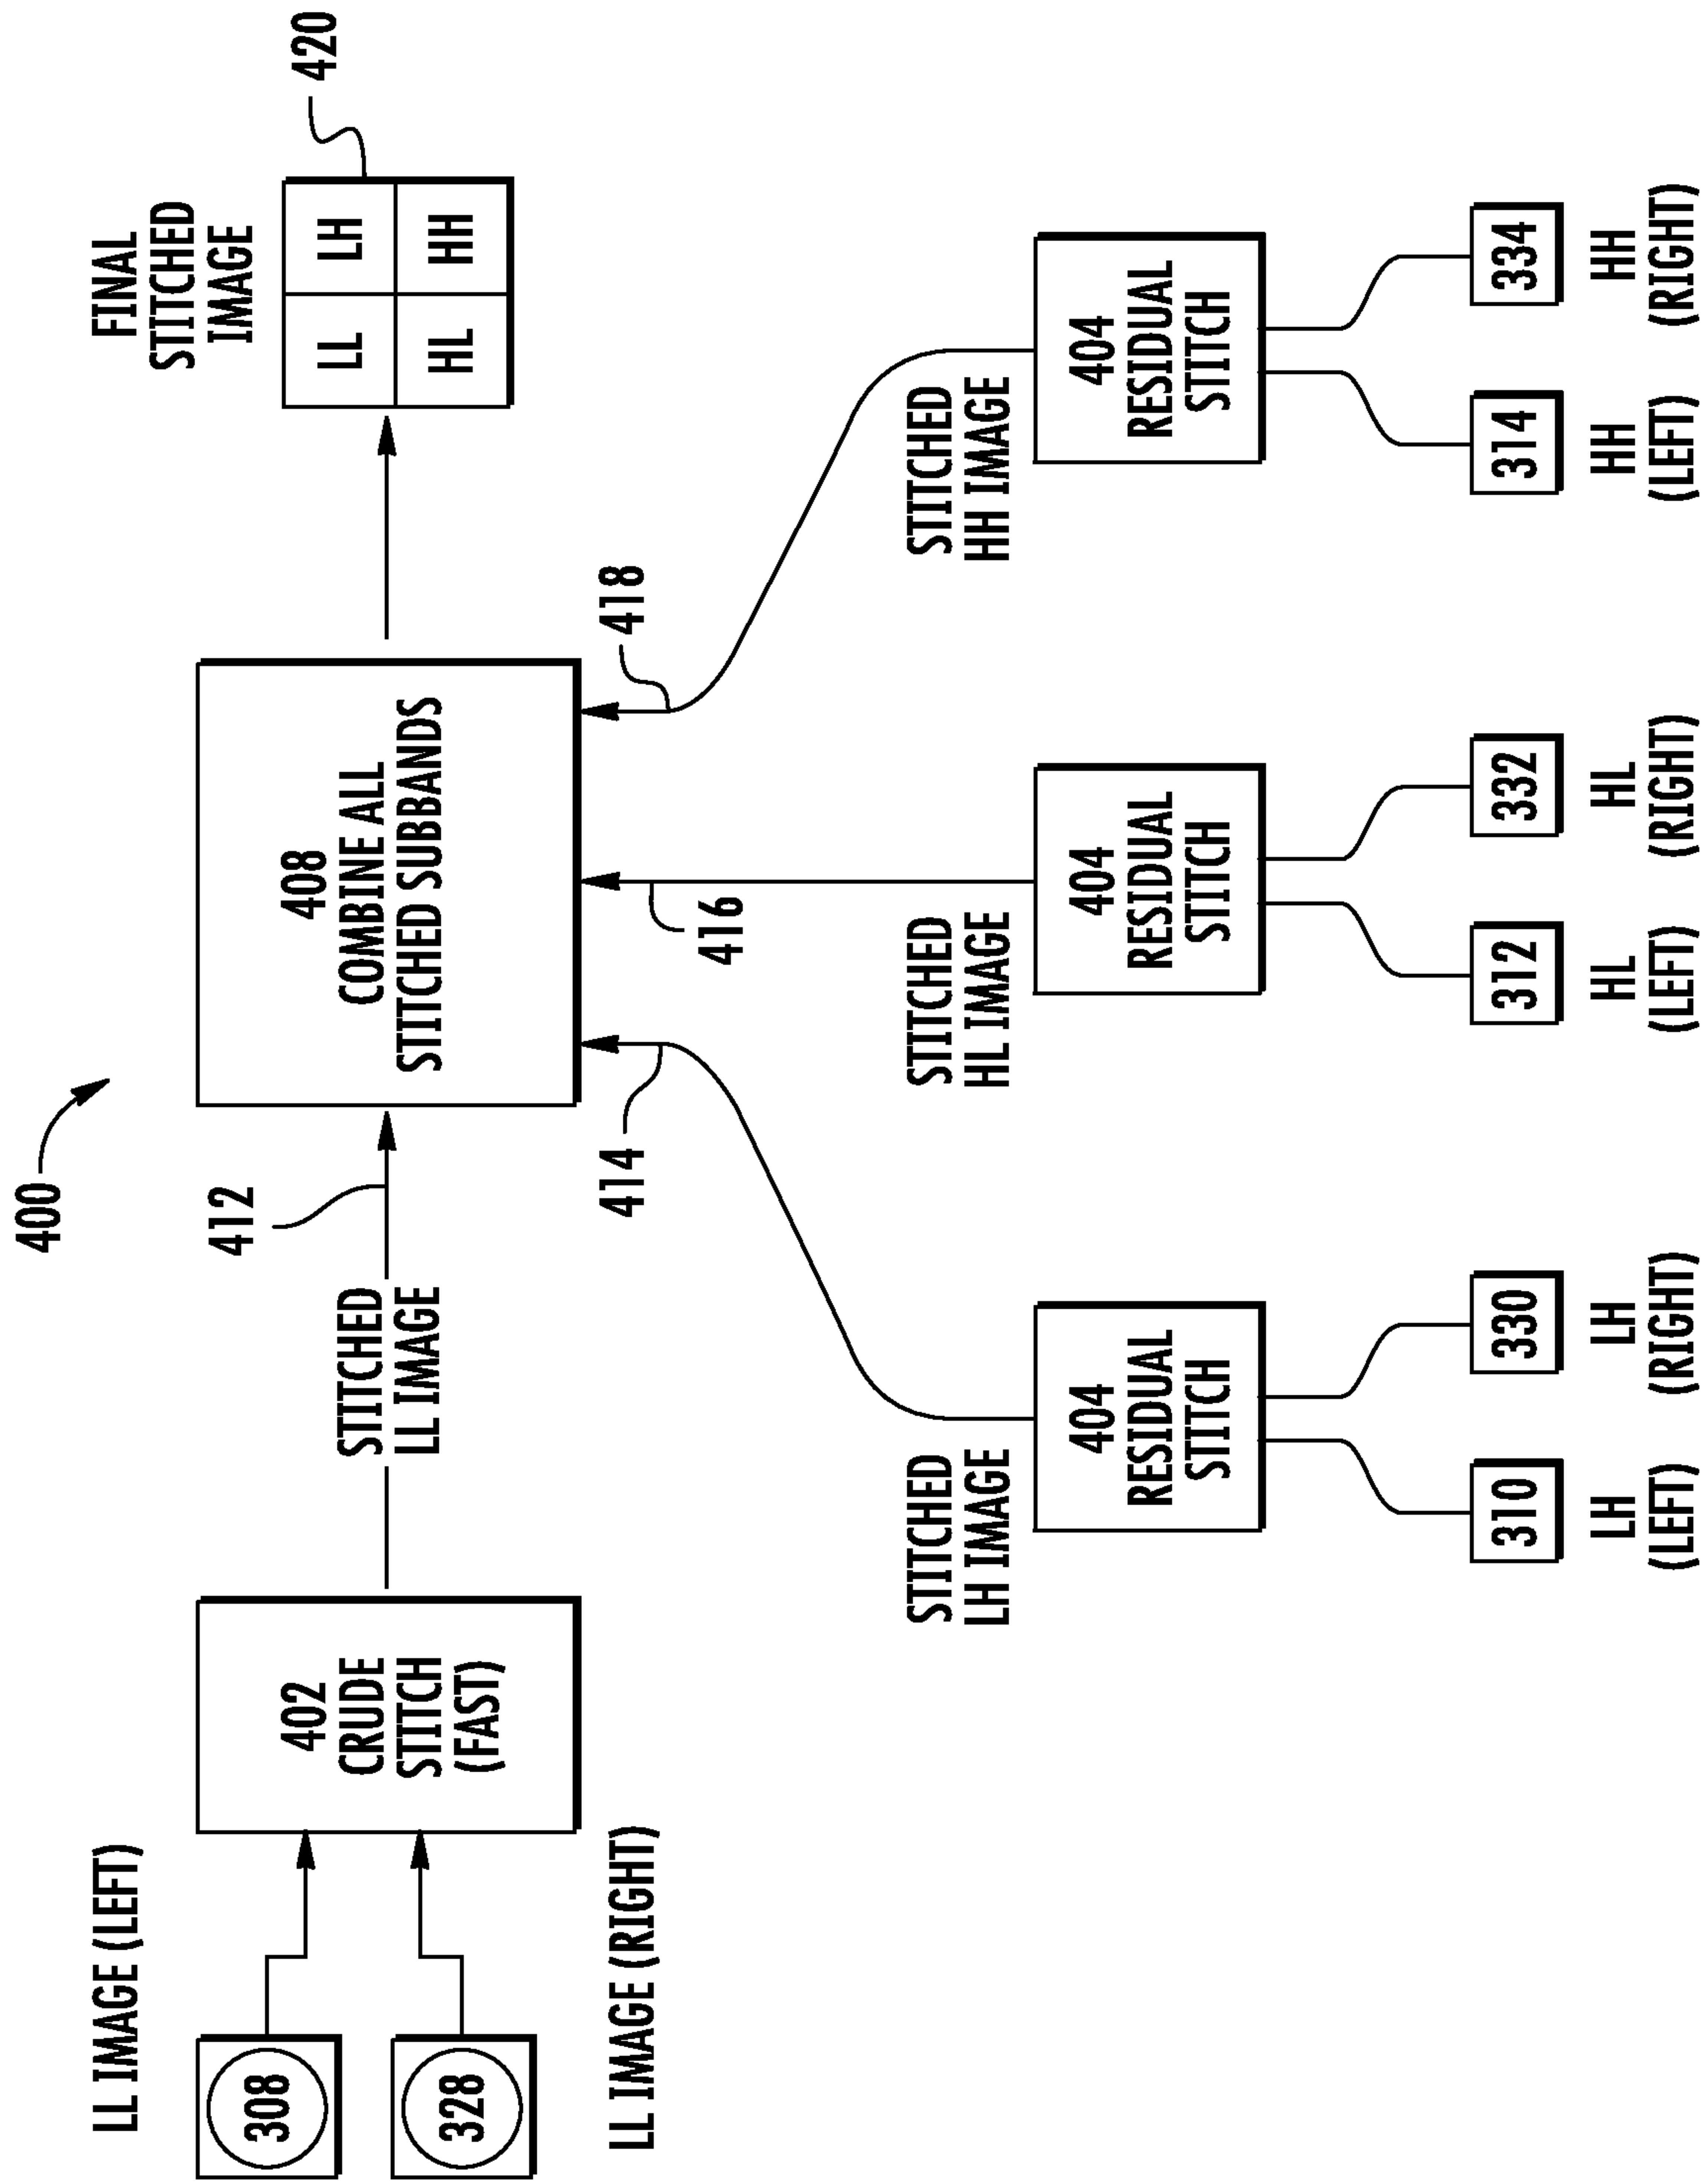 400
LL IMAGE (LEFT)
308
328
LL IMAGE (RIGHT)
402
CRUDE
STITCH
(FAST)
STITCHED
LL IMAGE
412
408
COMBINE ALL
STITCHED SUBBANDS
FINAL
STITCHED
IMAGE
LL LH
HL HH
420
414
416
418
STITCHED
LH IMAGE
404
RESIDUAL
STITCH
310
330
LH
(LEFT)
LH
(RIGHT)
STITCHED
HL IMAGE
404
RESIDUAL
STITCH
312
332
HL
(LEFT)
HL
(RIGHT)
STITCHED
HH IMAGE
404
RESIDUAL
STITCH
314
334
HH
(LEFT)
HH
(RIGHT)